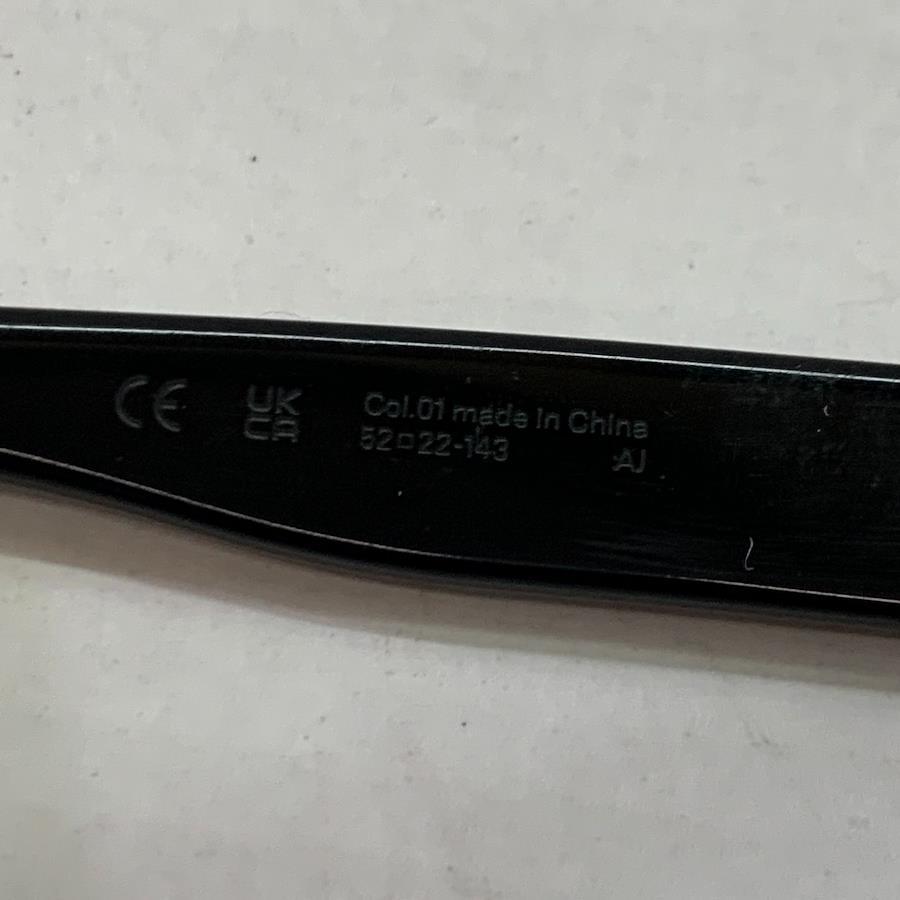 CE UK CA Col.01 made in China
52□22-143 AJ